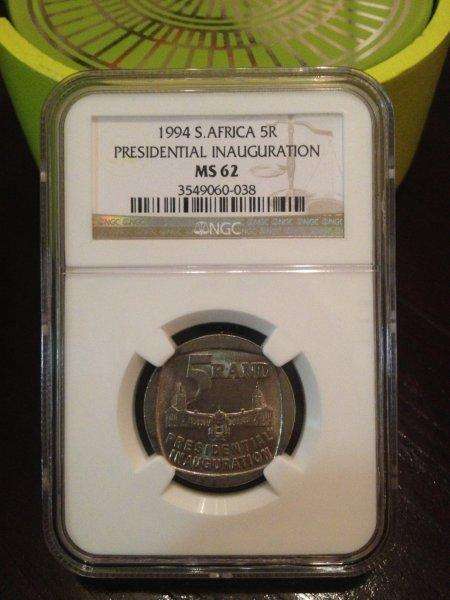 1994 S.AFRICA 5R
PRESIDENTIAL INAUGURATION
MS 62
3549060-038
NGC
5 RAND
PRESIDENTIAL
INAUGURATION